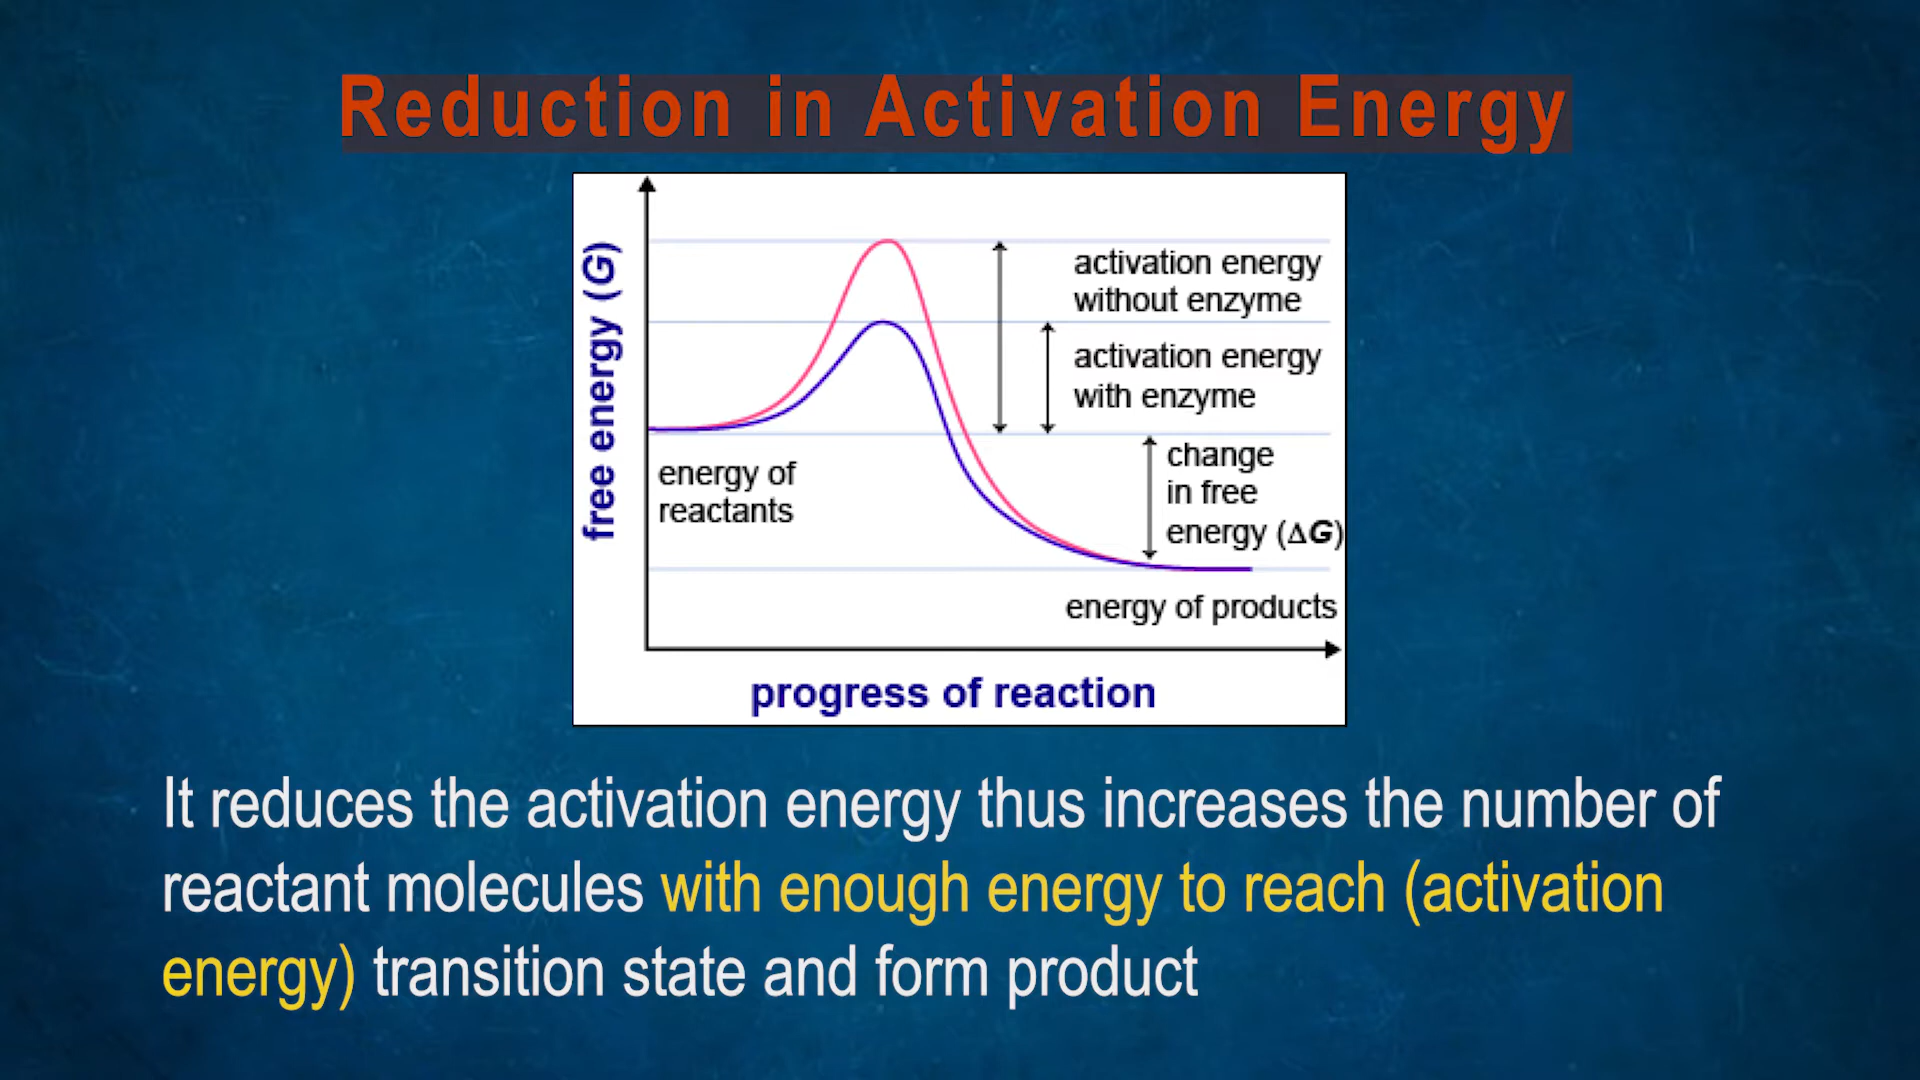 Reduction in Activation Energy
free energy (G)
activation energy
without enzyme
activation energy
with enzyme
change
in free
energy (ΔG)
energy of
reactants
energy of products
progress of reaction
It reduces the activation energy thus increases the number of
reactant molecules with enough energy to reach (activation
energy) transition state and form product